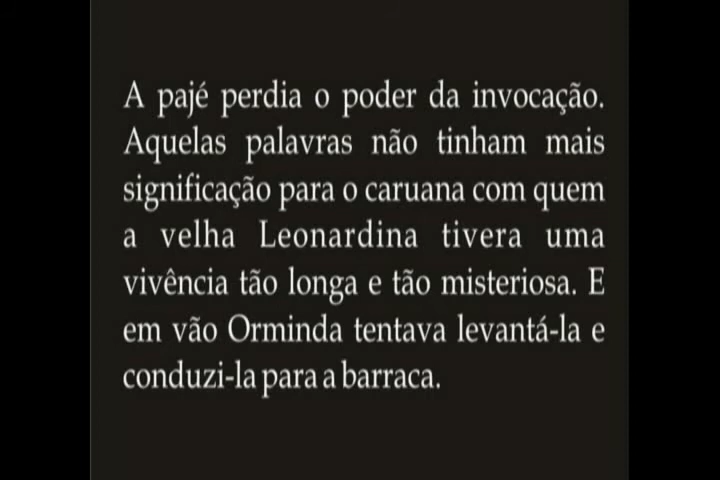 A pajé perdia o poder da invocação.
Aquelas palavras não tinham mais
significação para o caruana com quem
a velha Leonardina tivera uma
vivência tão longa e tão misteriosa. E
em vão Orminda tentava levantá-la e
conduzi-la para a barraca.